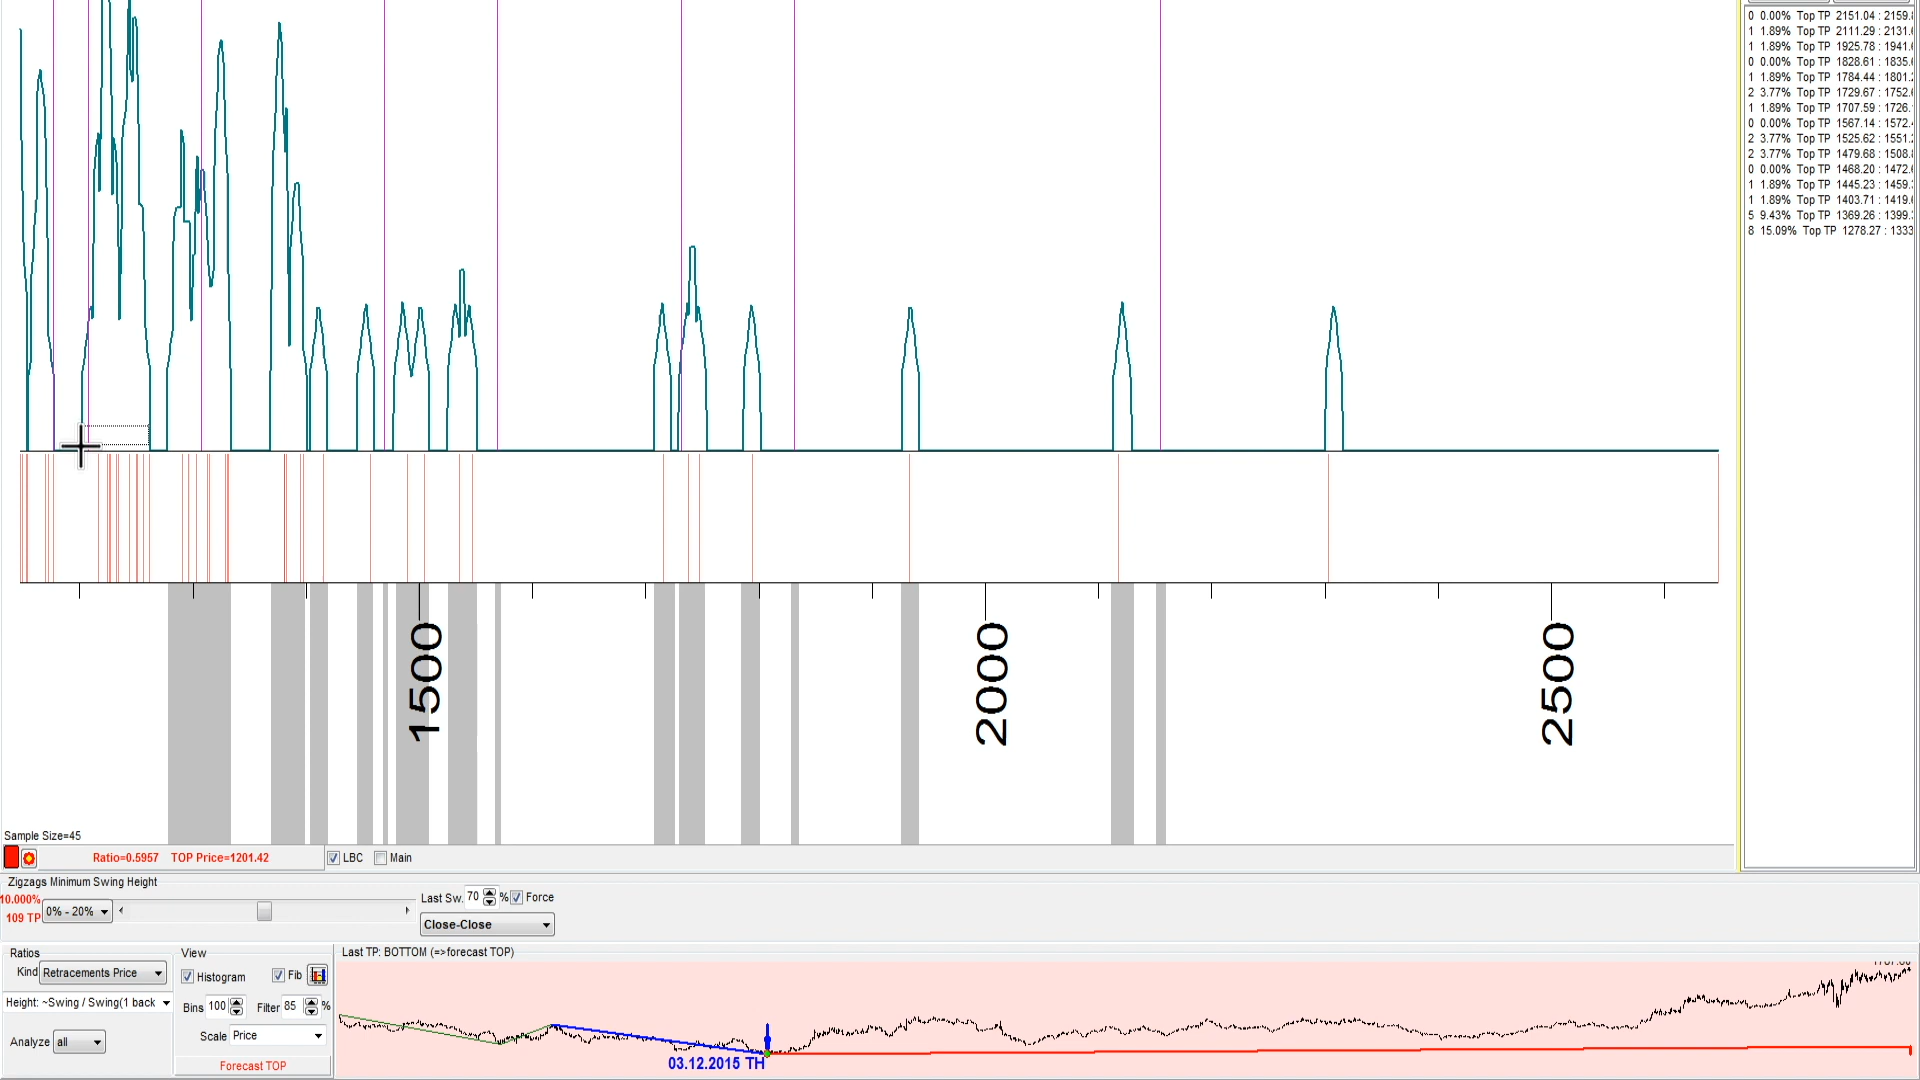 0 0.00% Top TP 2151.04 : 2159.
1 1.89% Top TP 2111.29 : 2131.
1 1.89% Top TP 1925.78 : 1941.
0 0.00% Top TP 1828.61 : 1835.
1 1.89% Top TP 1784.44 : 1801.
2 3.77% Top TP 1729.67 : 1752.
1 1.89% Top TP 1707.59 : 1726.
0 0.00% Top TP 1567.14 : 1572.
2 3.77% Top TP 1525.62 : 1551.
2 3.77% Top TP 1479.68 : 1508.
0 0.00% Top TP 1468.20 : 1472.
1 1.89% Top TP 1445.23 : 1459.
1 1.89% Top TP 1403.71 : 1419.
5 9.43% Top TP 1369.26 : 1399.
8 15.09% Top TP 1278.27 : 1333
1500
2000
2500
Sample Size=45
Ratio=0.5957 TOP Price=1201.42
LBC
Main
Zigzags Minimum Swing Height
10.000%
109 TP
0% - 20%
Last Sw. 70 % Force
Close-Close
Ratios
Kind Retracements Price
Height: ~Swing / Swing(1 back
Analyze all
View
Histogram
Fib
Bins 100
Filter 85 %
Scale Price
Forecast TOP
Last TP: BOTTOM (=>forecast TOP)
03.12.2015 TH